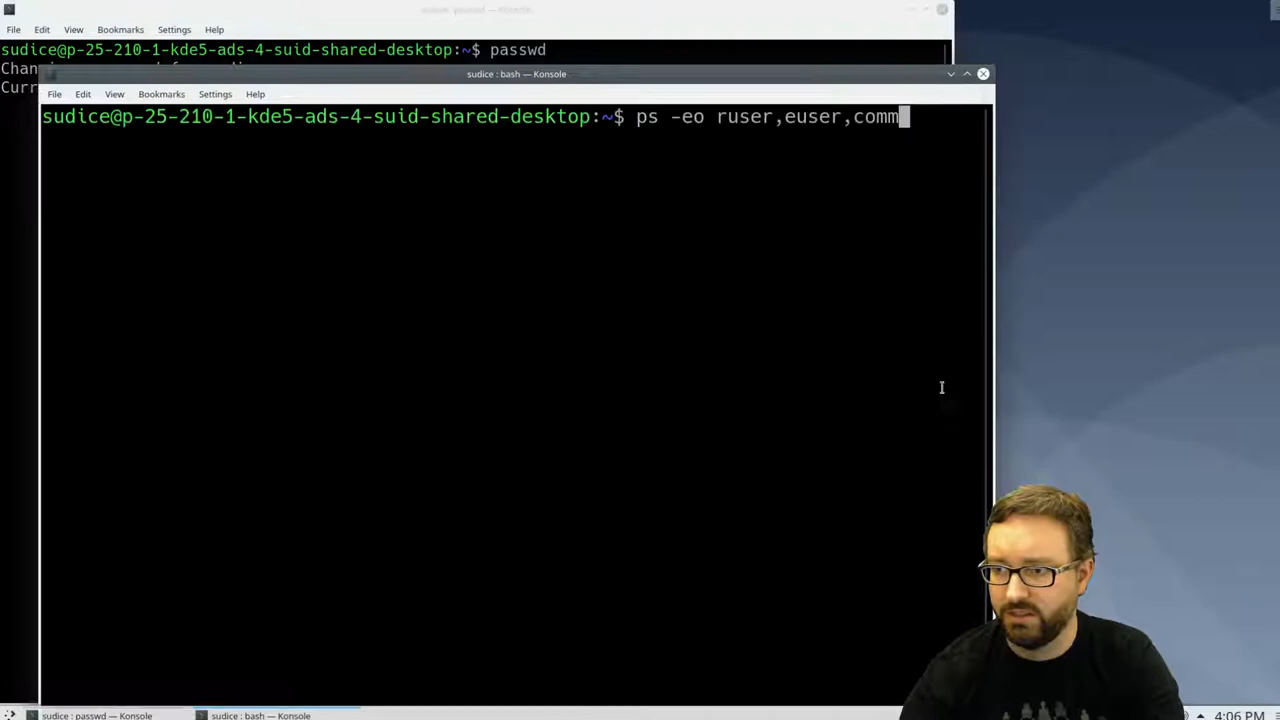 File Edit View Bookmarks Settings Help
sudice@p-25-210-1-kde5-ads-4-suid-shared-desktop:~$ passwd
Chan
Curr
sudice : bash — Konsole
File Edit View Bookmarks Settings Help
sudice@p-25-210-1-kde5-ads-4-suid-shared-desktop:~$ ps -eo ruser,euser,comm
sudice : passwd — Konsole
sudice : bash — Konsole
4:06 PM